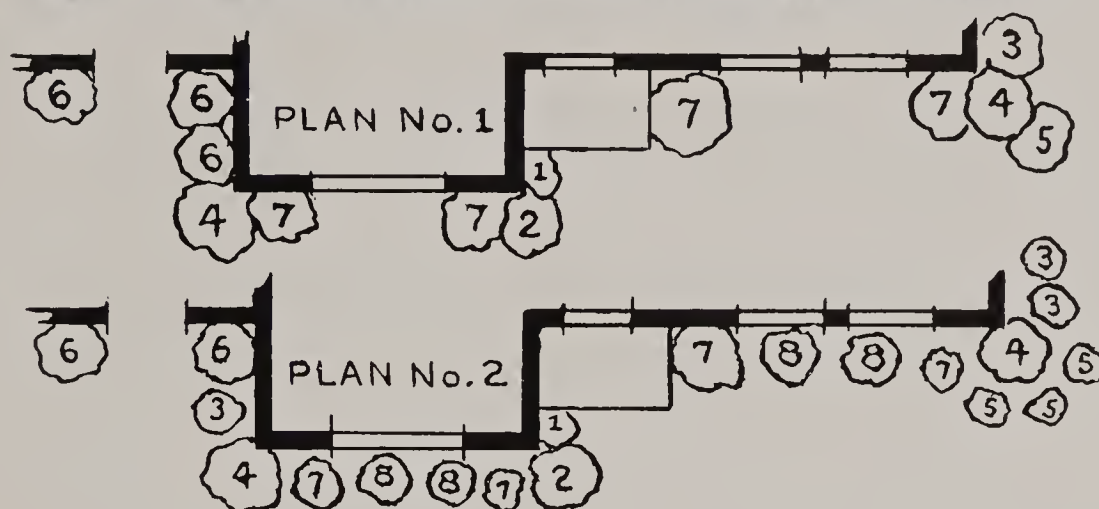 3
6 6 7 7 4
PLAN No. 1
6 1 5
4 7 7 2
3
3
6 6 7 8 8 7 4 5
PLAN No. 2
3 1 5 5
4 7 8 8 7 2